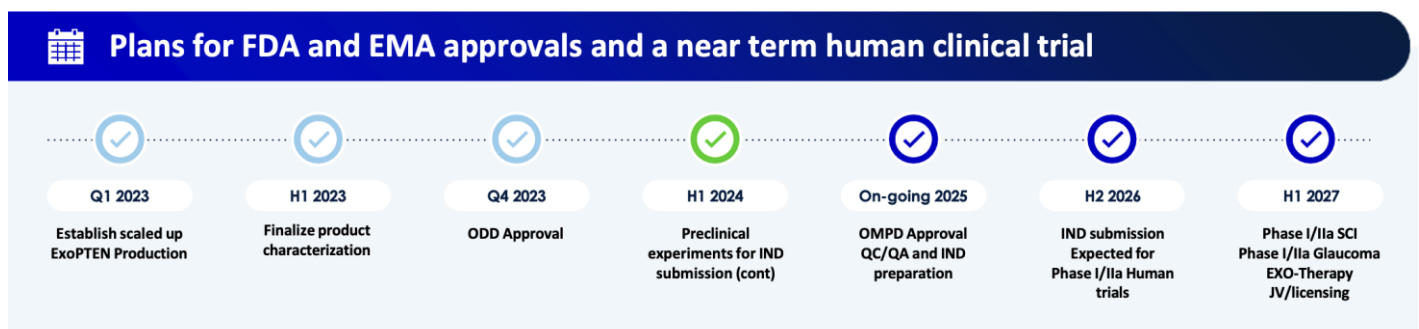 Plans for FDA and EMA approvals and a near term human clinical trial
Q1 2023
Establish scaled up
ExoPTEN Production
H1 2023
Finalize product
characterization
Q4 2023
ODD Approval
H1 2024
Preclinical
experiments for IND
submission (cont)
On-going 2025
OMPD Approval
QC/QA and IND
preparation
H2 2026
IND submission
Expected for
Phase I/IIa Human
trials
H1 2027
Phase I/IIa SCI
Phase I/IIa Glaucoma
EXO-Therapy
JV/licensing